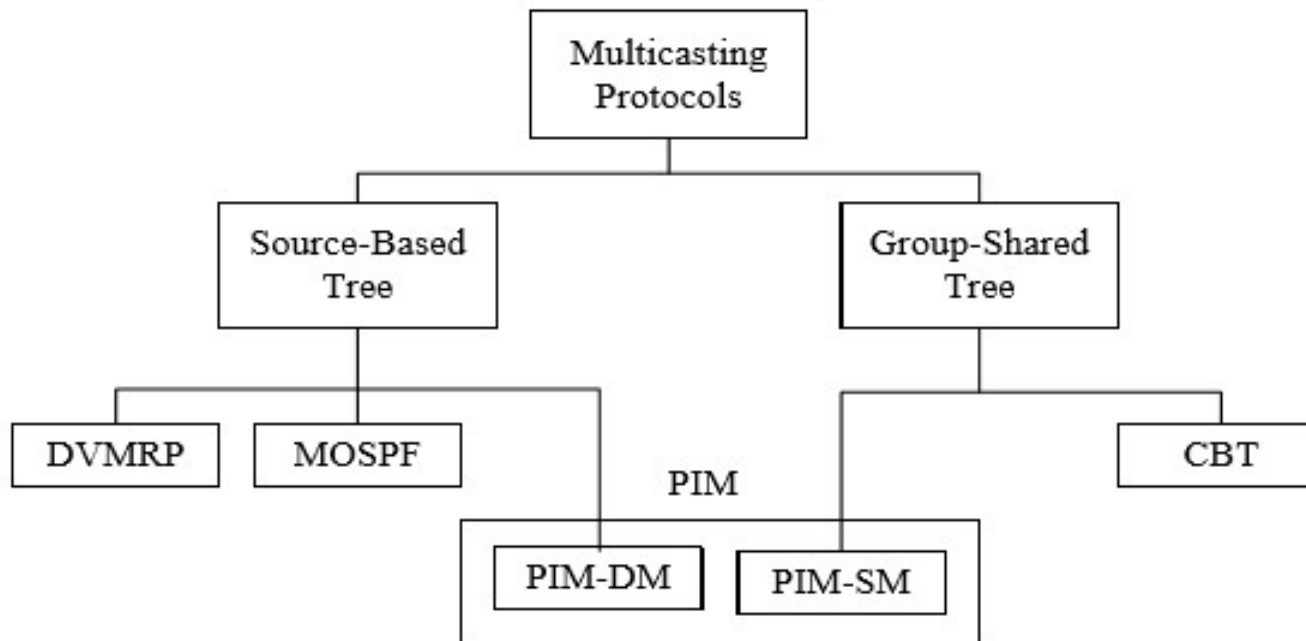 Multicasting
Protocols
Source-Based
Tree
Group-Shared
Tree
DVMRP
MOSPF
CBT
PIM
PIM-DM
PIM-SM